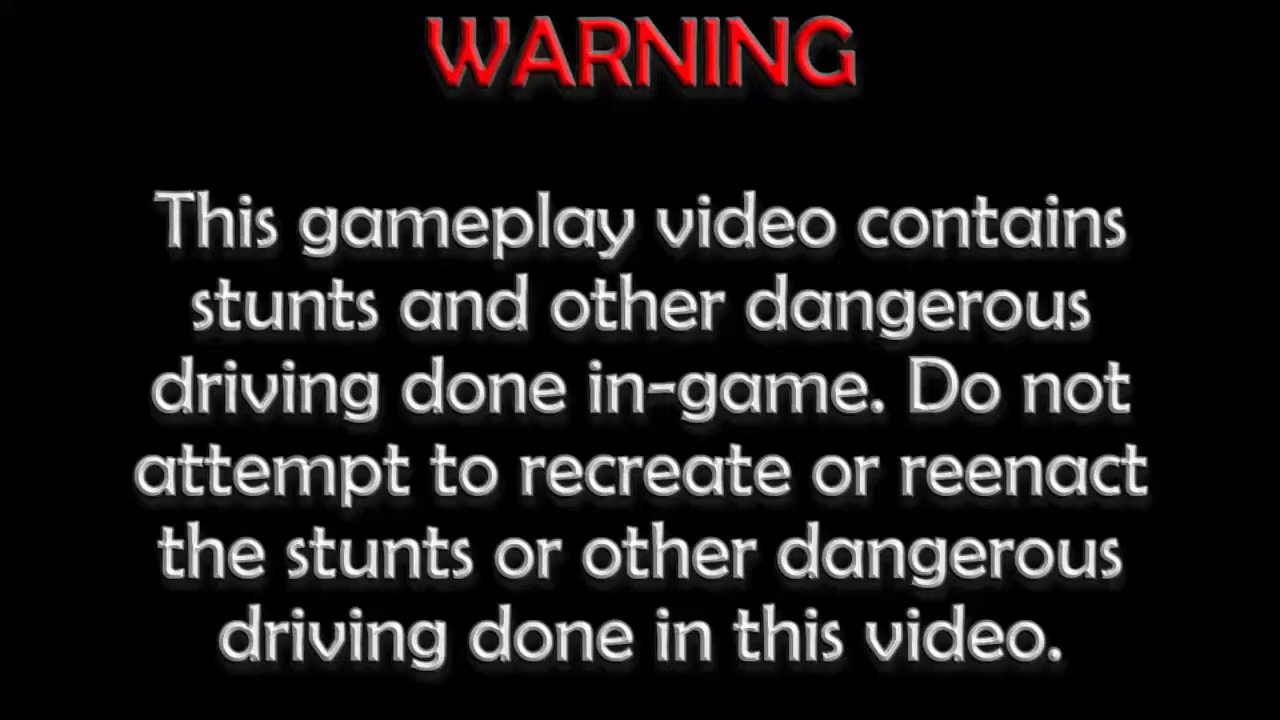 WARNING
This gameplay video contains
stunts and other dangerous
driving done in-game. Do not
attempt to recreate or reenact
the stunts or other dangerous
driving done in this video.